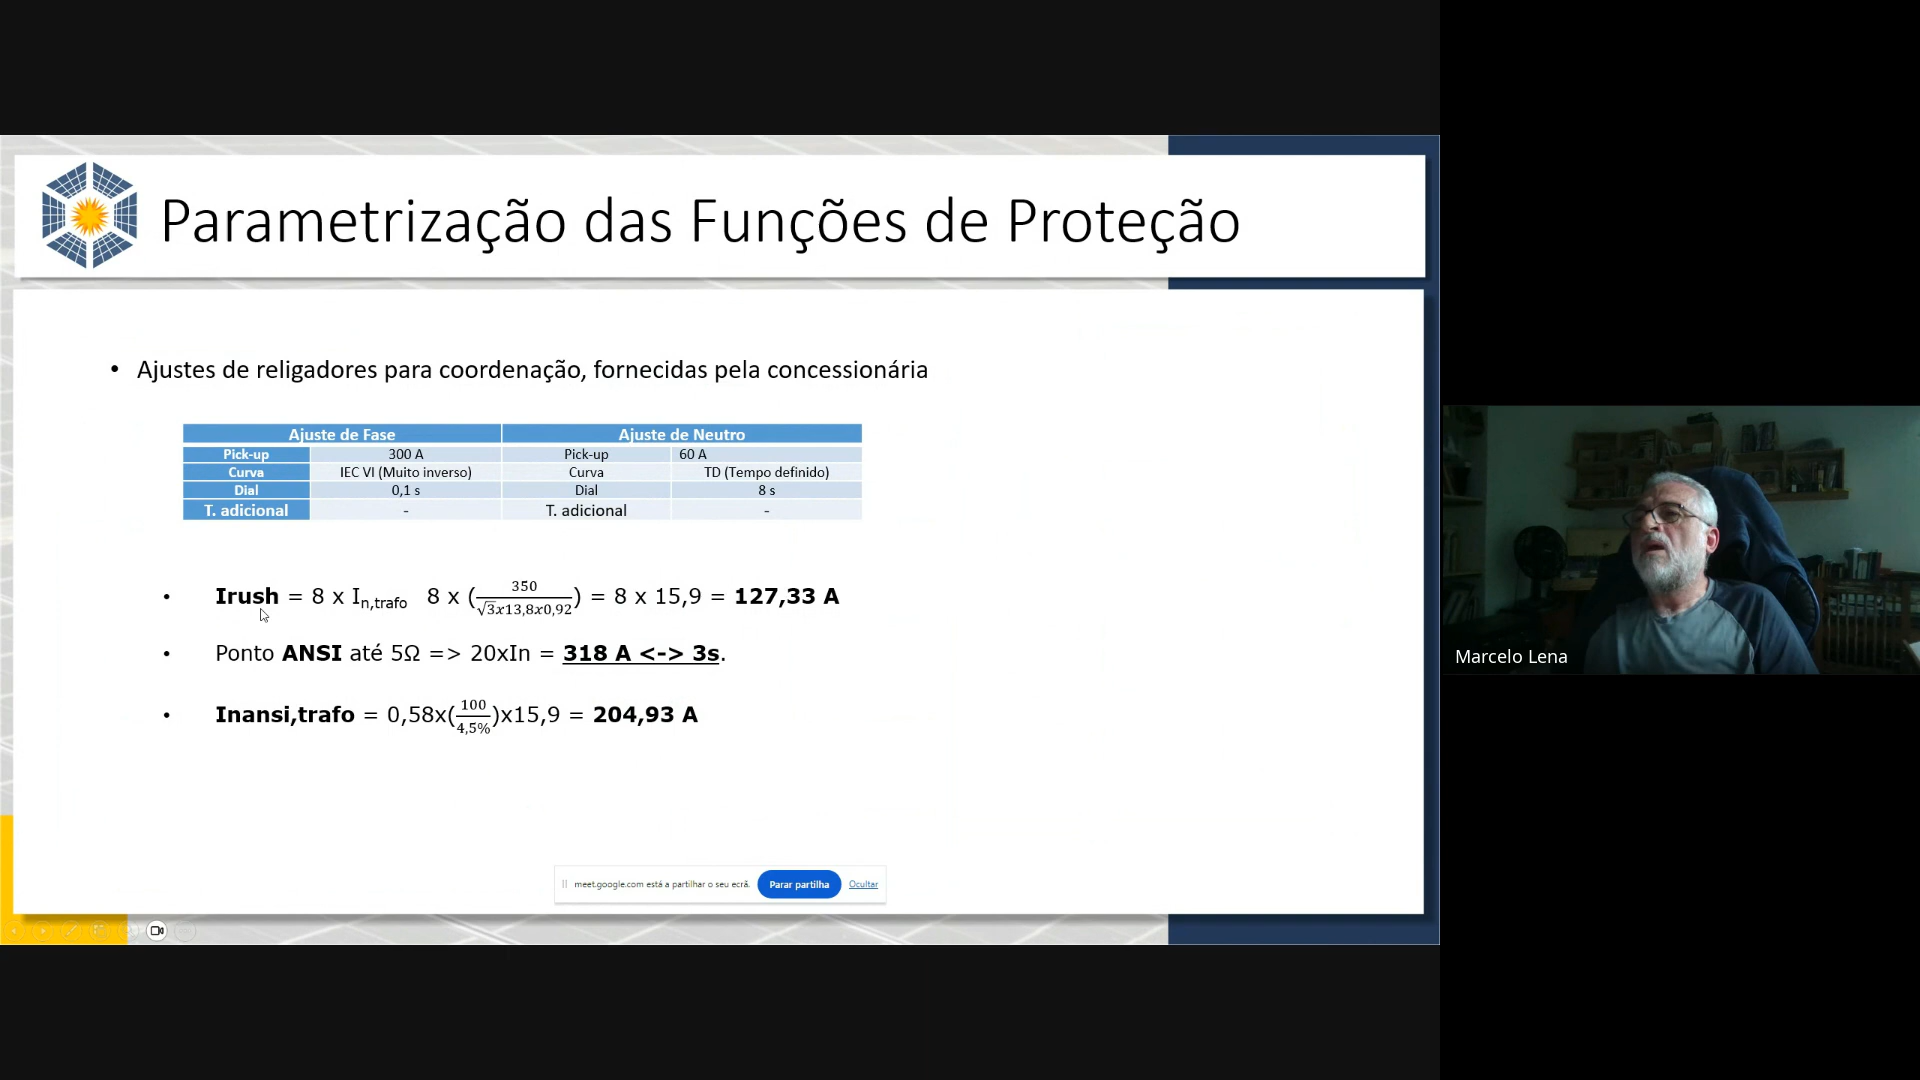 Parametrização das Funções de Proteção
• Ajustes de religadores para coordenação, fornecidas pela concessionária
Ajuste de Fase Ajuste de Neutro
Pick-up 300 A Pick-up 60 A
Curva IEC VI (Muito inverso) Curva TD (Tempo definido)
Dial 0,1 s Dial 8 s
T. adicional - T. adicional -
• Irush = 8 x In,trafo 8 x (350/√3x13,8x0,92) = 8 x 15,9 = 127,33 A
• Ponto ANSI até 5Ω => 20xIn = 318 A <-> 3s.
• Inansi,trafo = 0,58x(100/4,5%)x15,9 = 204,93 A
meet.google.com está a partilhar o seu ecrã. Parar partilha Ocultar
Marcelo Lena